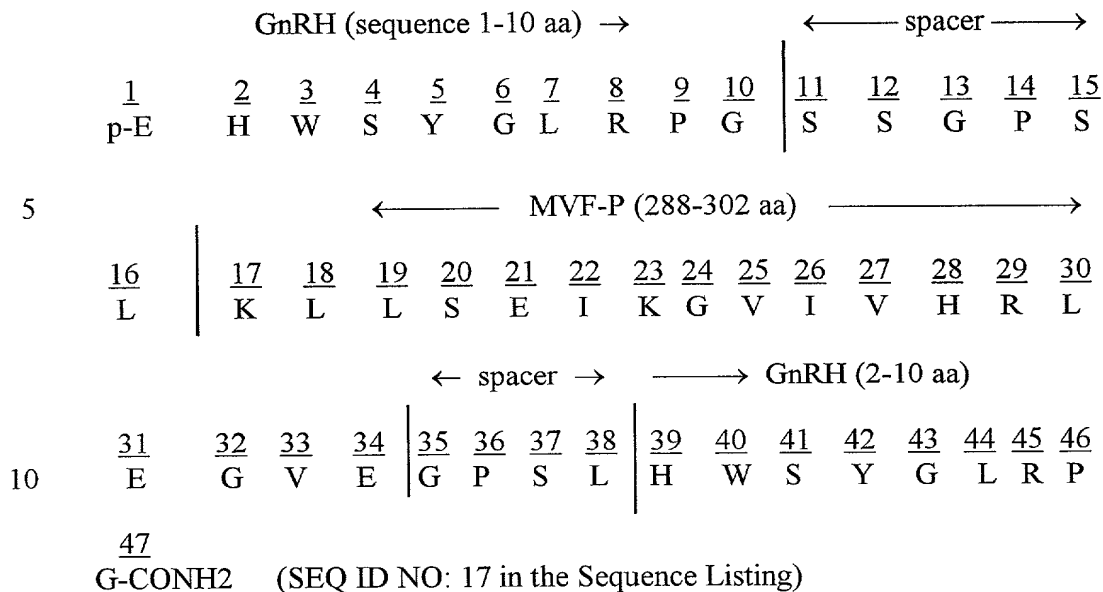 GnRH (sequence 1-10 aa) → ← spacer →
1 2 3 4 5 6 7 8 9 10 11 12 13 14 15
p-E H W S Y G L R P G S S G P S
5 ← MVF-P (288-302 aa) →
16 17 18 19 20 21 22 23 24 25 26 27 28 29 30
L K L L S E I K G V I V H R L
← spacer → → GnRH (2-10 aa)
31 32 33 34 35 36 37 38 39 40 41 42 43 44 45 46
10 E G V E G P S L H W S Y G L R P
47
G-CONH2 (SEQ ID NO: 17 in the Sequence Listing)